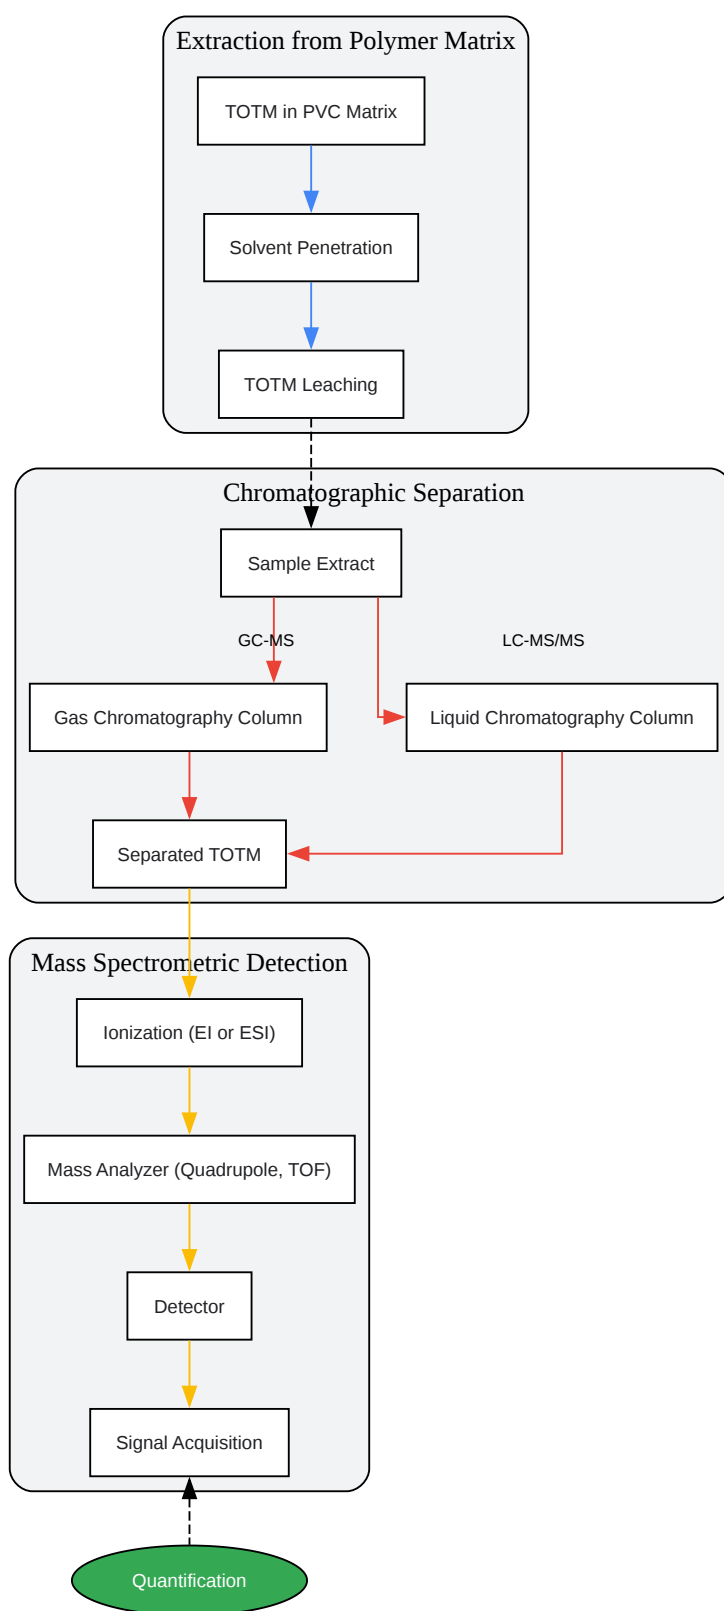 Extraction from Polymer Matrix
TOTM in PVC Matrix
Solvent Penetration
TOTM Leaching
Chromatographic Separation
Sample Extract
GC-MS
LC-MS/MS
Gas Chromatography Column
Liquid Chromatography Column
Separated TOTM
Mass Spectrometric Detection
Ionization (EI or ESI)
Mass Analyzer (Quadrupole, TOF)
Detector
Signal Acquisition
Quantification